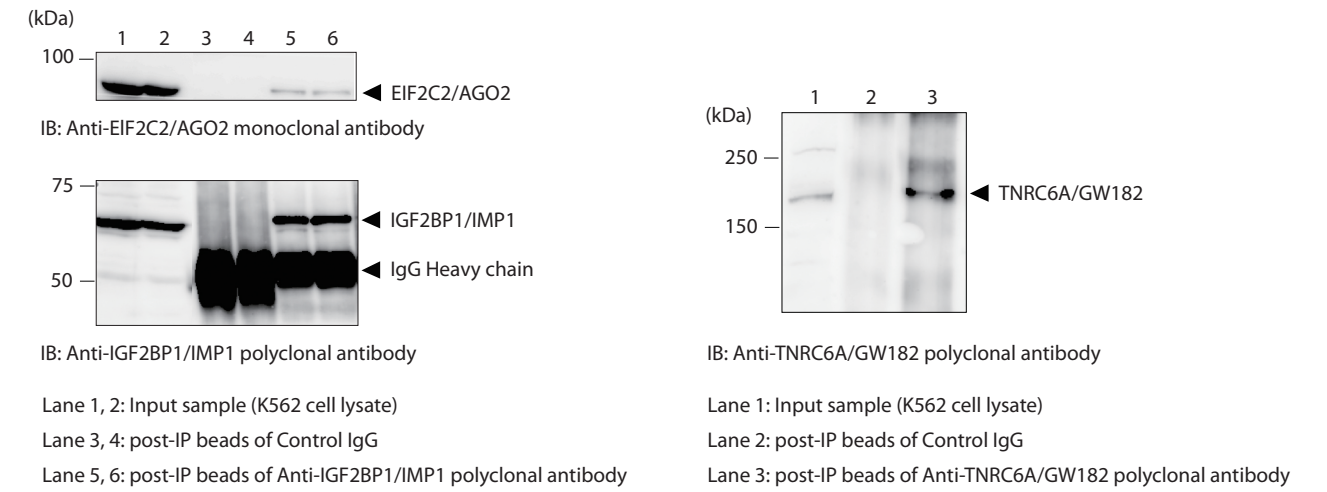 (kDa)
1 2 3 4 5 6
100
EIF2C2/AGO2
IB: Anti-EIF2C2/AGO2 monoclonal antibody
75
IGF2BP1/IMP1
IgG Heavy chain
50
IB: Anti-IGF2BP1/IMP1 polyclonal antibody
Lane 1, 2: Input sample (K562 cell lysate)
Lane 3, 4: post-IP beads of Control IgG
Lane 5, 6: post-IP beads of Anti-IGF2BP1/IMP1 polyclonal antibody
1 2 3
(kDa)
250
TNRC6A/GW182
150
IB: Anti-TNRC6A/GW182 polyclonal antibody
Lane 1: Input sample (K562 cell lysate)
Lane 2: post-IP beads of Control IgG
Lane 3: post-IP beads of Anti-TNRC6A/GW182 polyclonal antibody